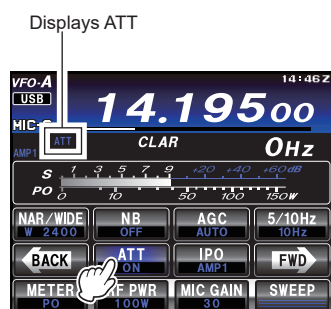 Displays ATT
VFO-A
14:46Z
USB
14.19500
MIC
ATT
AMP1
CLAR
0Hz
S 1 3 5 7 9 +20 +40 +60dB
PO 0 10 50 100 150W
NAR/WIDE NB AGC 5/10Hz
W 2400 OFF AUTO 10Hz
BACK ATT IPO FWD
ON AMP1
METER RF PWR MIC GAIN SWEEP
PO 100W 30